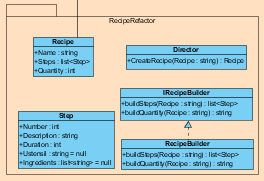 RecipeRefactor
Recipe
+Name : string
+Steps : list<Step>
+Quantity : int
Director
+CreateRecipe(Recipe : string) : Recipe
IRecipeBuilder
+buildSteps(Recipe : string) : list<Step>
+buildQuantity(Recipe : string) : string
Step
+Number : int
+Description : string
+Duration : int
+Ustensil : string = null
+Ingredients : list<string> = null
RecipeBuilder
+buildSteps(Recipe : string) : list<Step>
+buildQuantity(Recipe : string) : string